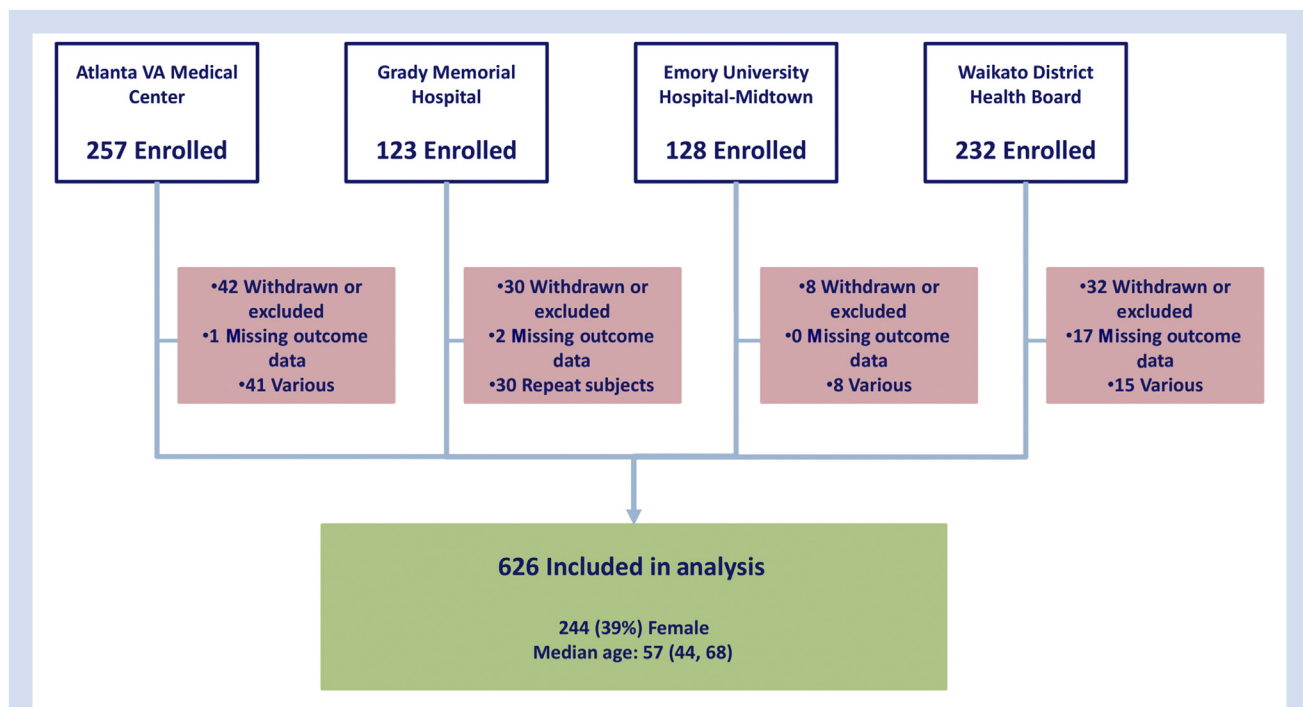 Atlanta VA Medical
Center
257 Enrolled
Grady Memorial
Hospital
123 Enrolled
Emory University
Hospital-Midtown
128 Enrolled
Waikato District
Health Board
232 Enrolled
•42 Withdrawn or
excluded
•1 Missing outcome
data
•41 Various
•30 Withdrawn or
excluded
•2 Missing outcome
data
•30 Repeat subjects
•8 Withdrawn or
excluded
•0 Missing outcome
data
•8 Various
•32 Withdrawn or
excluded
•17 Missing outcome
data
•15 Various
626 Included in analysis
244 (39%) Female
Median age: 57 (44, 68)